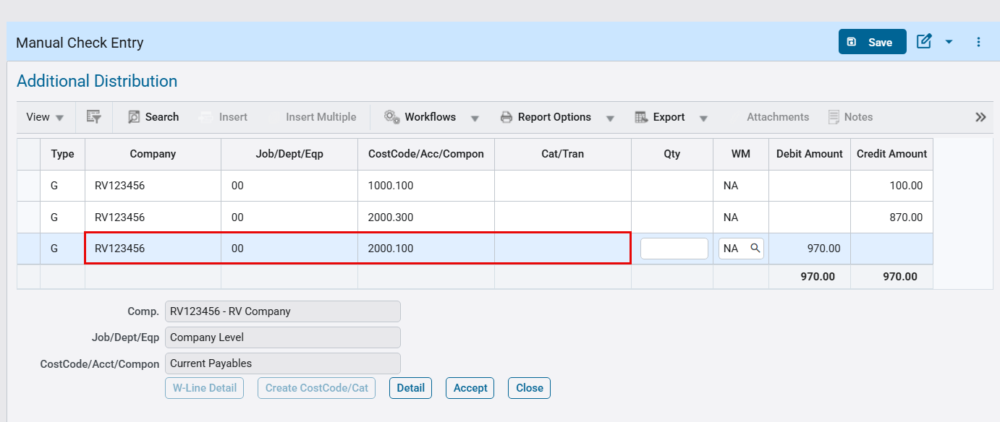 Manual Check Entry Save
Additional Distribution
View Search Insert Insert Multiple Workflows Report Options Export Attachments Notes
Type Company Job/Dept/Eqp CostCode/Acc/Compon Cat/Tran Qty WM Debit Amount Credit Amount
G RV123456 00 1000.100 NA 100.00
G RV123456 00 2000.300 NA 870.00
G RV123456 00 2000.100 NA 970.00
970.00 970.00
Comp. RV123456 - RV Company
Job/Dept/Eqp Company Level
CostCode/Acct/Compon Current Payables
W-Line Detail Create CostCode/Cat Detail Accept Close